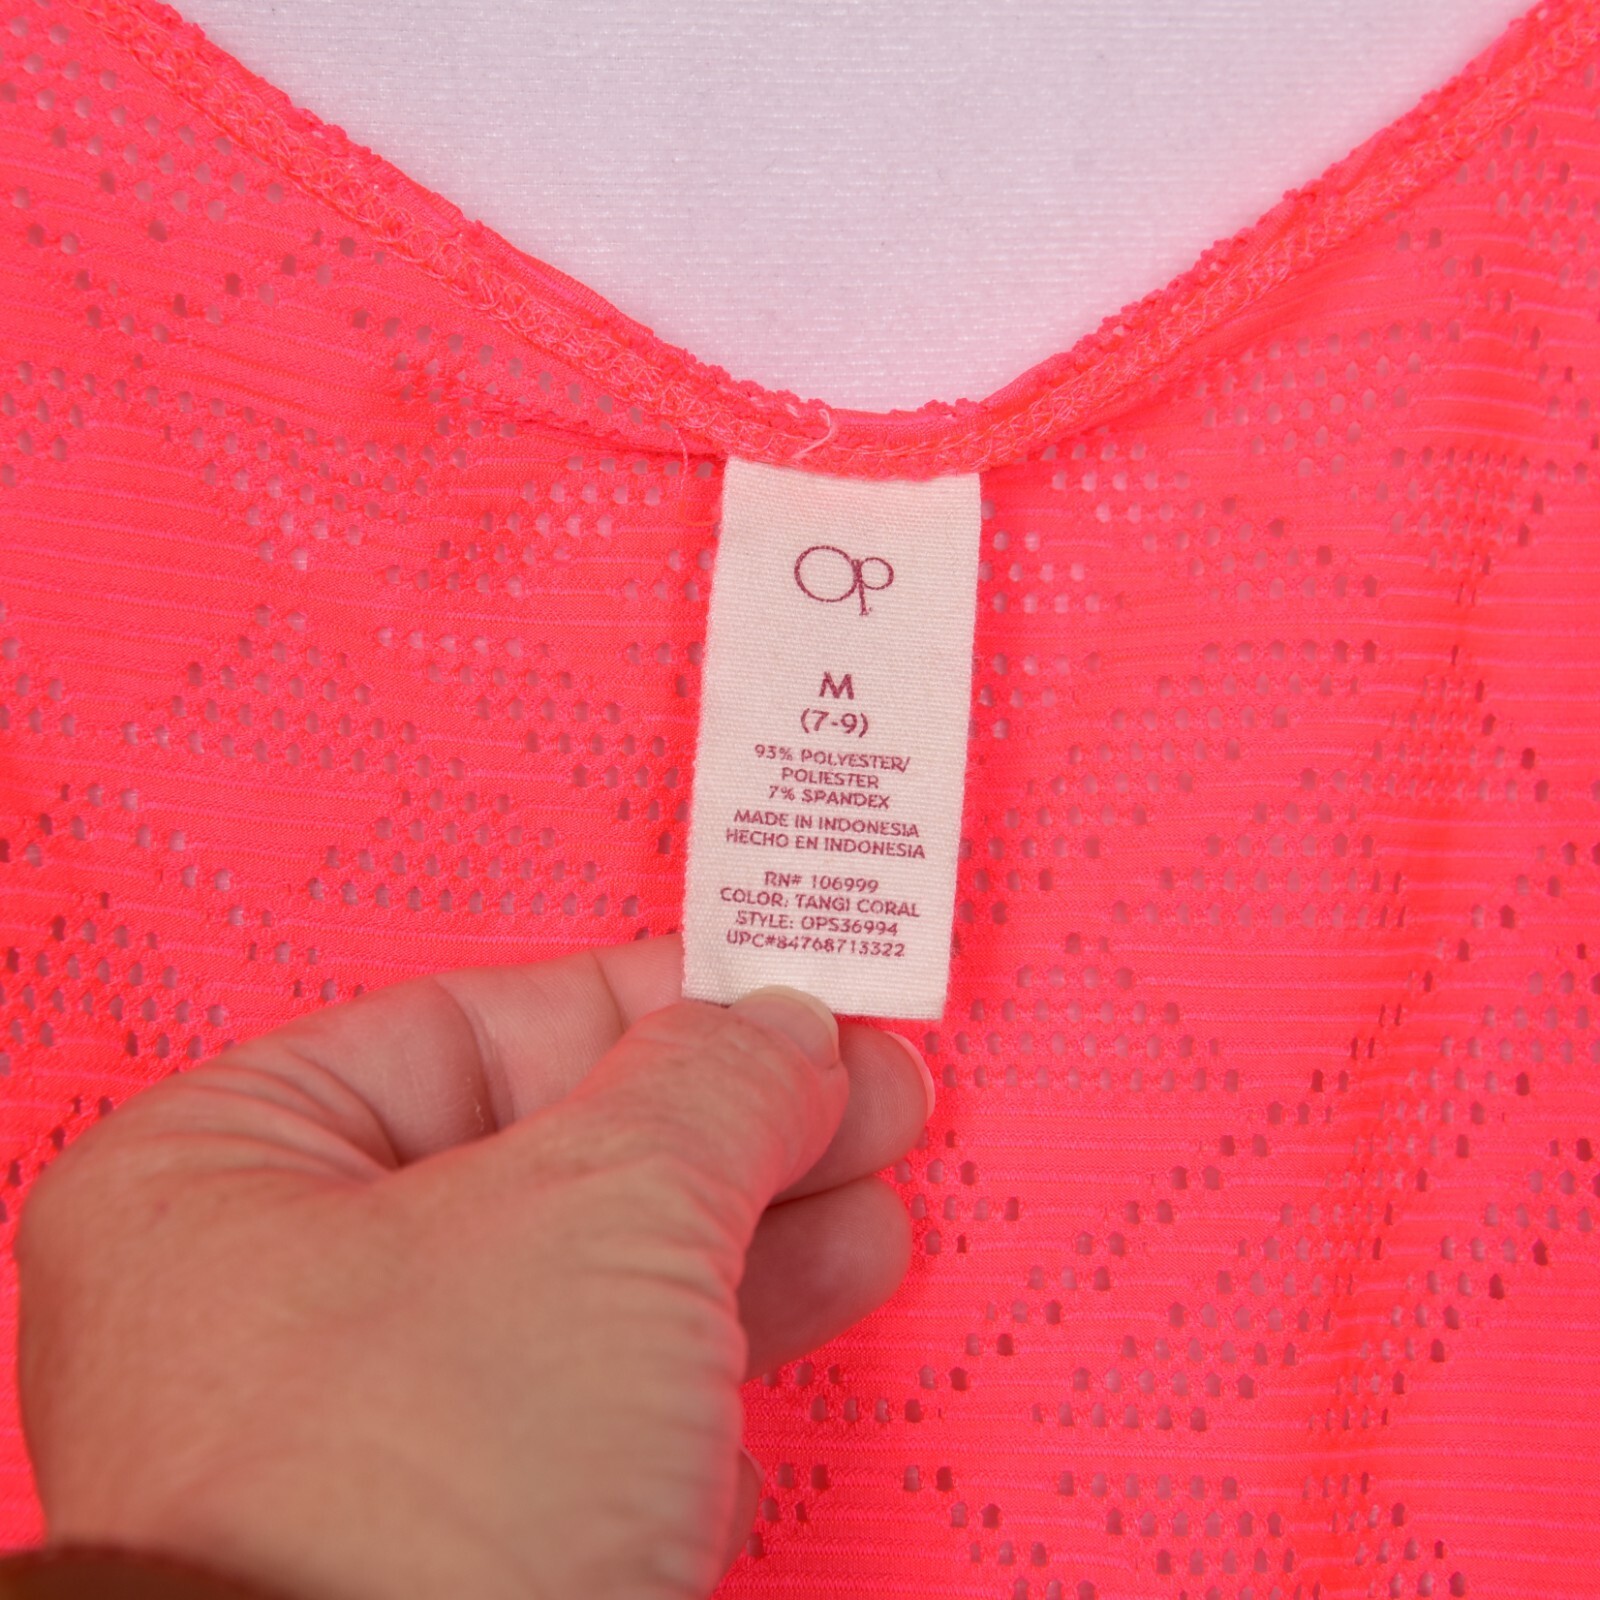 Op
M
(7-9)
93% POLYESTER/
POLIESTER
7% SPANDEX
MADE IN INDONESIA
HECHO EN INDONESIA
RN# 106999
COLOR: TANGI CORAL
STYLE: OPS36994
UPC#84768713322